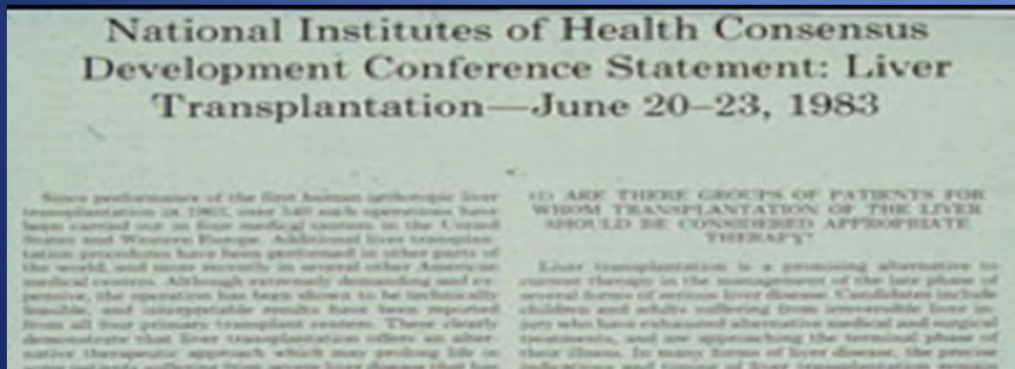 National Institutes of Health Consensus
Development Conference Statement: Liver
Transplantation—June 20–23, 1983
Since performance of the first human orthotopic liver
transplantation in 1963, over 540 such operations have
been carried out in four medical centers in the United
States and Western Europe. Additional liver transplan-
tation procedures have been performed in other parts of
the world, and more recently in several other American
medical centers. Although extremely demanding and ex-
pensive, the operation has been shown to be technically
feasible, and interpretable results have been reported
from all four primary transplant centers. These clearly
demonstrate that liver transplantation offers an alter-
native therapeutic approach which may prolong life in
(1) ARE THERE GROUPS OF PATIENTS FOR
WHOM TRANSPLANTATION OF THE LIVER
SHOULD BE CONSIDERED APPROPRIATE
THERAPY?
Liver transplantation is a promising alternative to
current therapy in the management of the late phase of
several forms of serious liver disease. Candidates include
children and adults suffering from irreversible liver in-
jury who have exhausted alternative medical and surgical
treatments, and are approaching the terminal phase of
their illness. In many forms of liver disease, the precise